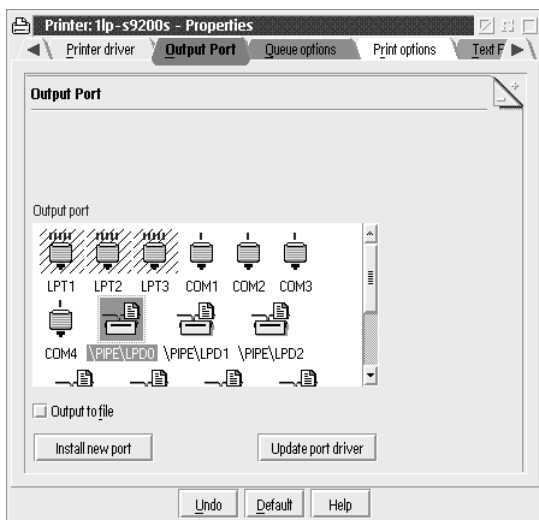 Printer: 1lp-s9200s - Properties
Printer driver Output Port Queue options Print options Text F
Output Port
Output port
LPT1 LPT2 LPT3 COM1 COM2 COM3
COM4 \PIPE\LPD0 \PIPE\LPD1 \PIPE\LPD2
Output to file
Install new port Update port driver
Undo Default Help